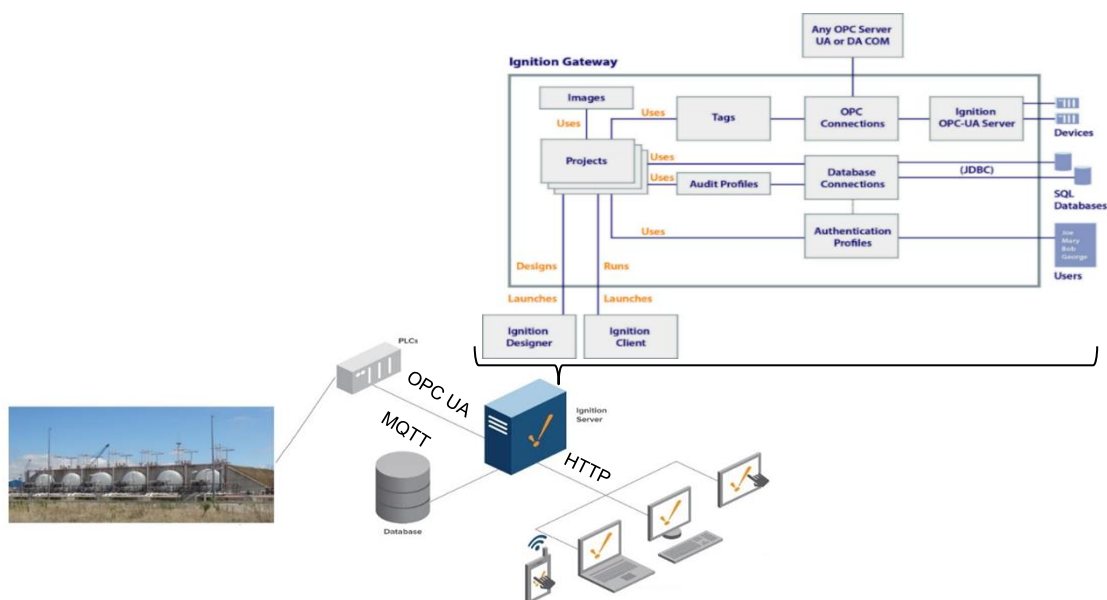 Any OPC Server
UA or DA COM
Ignition Gateway
Images
Uses
Uses
Tags
OPC
Connections
Ignition
OPC-UA Server
Devices
Projects
Uses
Uses
Audit Profiles
Database
Connections
(JDBC)
SQL
Databases
Uses
Authentication
Profiles
Joe
Mary
Bob
George
Users
Designs
Runs
Launches
Launches
Ignition
Designer
Ignition
Client
PLCs
OPC UA
MQTT
Ignition
Server
HTTP
Database